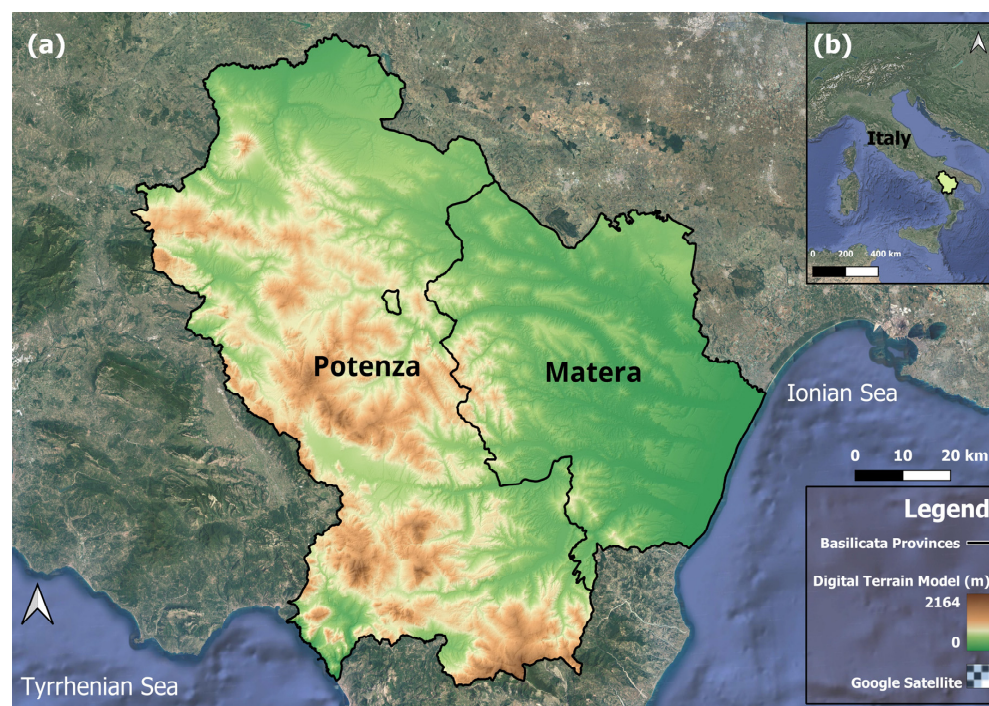 (a)
(b)
Italy
0 200 400 km
Potenza
Matera
Ionian Sea
0 10 20 km
Legend
Basilicata Provinces
Digital Terrain Model (m)
2164
0
Google Satellite
Tyrrhenian Sea